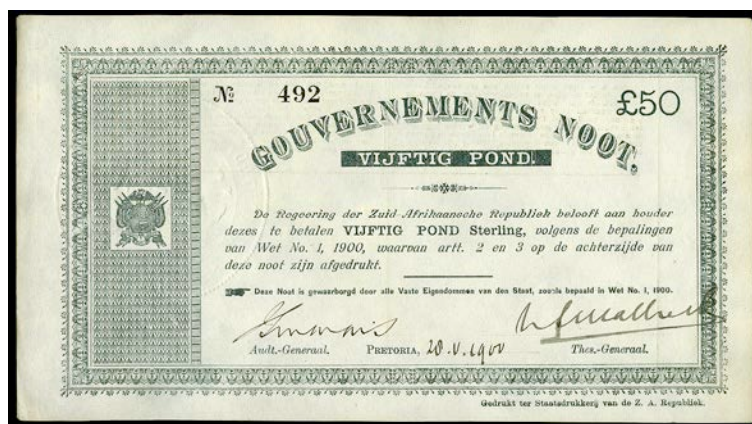 № 492
£50
GOUVERNEMENTS NOOT.
VIJFTIG POND.
De Regeering der Zuid-Afrikaansche Republiek belooft aan houder
dezes te betalen VIJFTIG POND Sterling, volgens de bepalingen
van Wet No. 1, 1900, waarvan artt. 2 en 3 op de achterzijde van
deze noot zijn afgedrukt.
Deze Noot is gewaarborgd door alle Vaste Eigendommen van den Staat, zooals bepaald in Wet No. 1, 1900.
Audt.-Generaal. PRETORIA, 28.V.1900 Thes.-Generaal.
Gedrukt ter Staatsdrukkerij van de Z. A. Republiek.